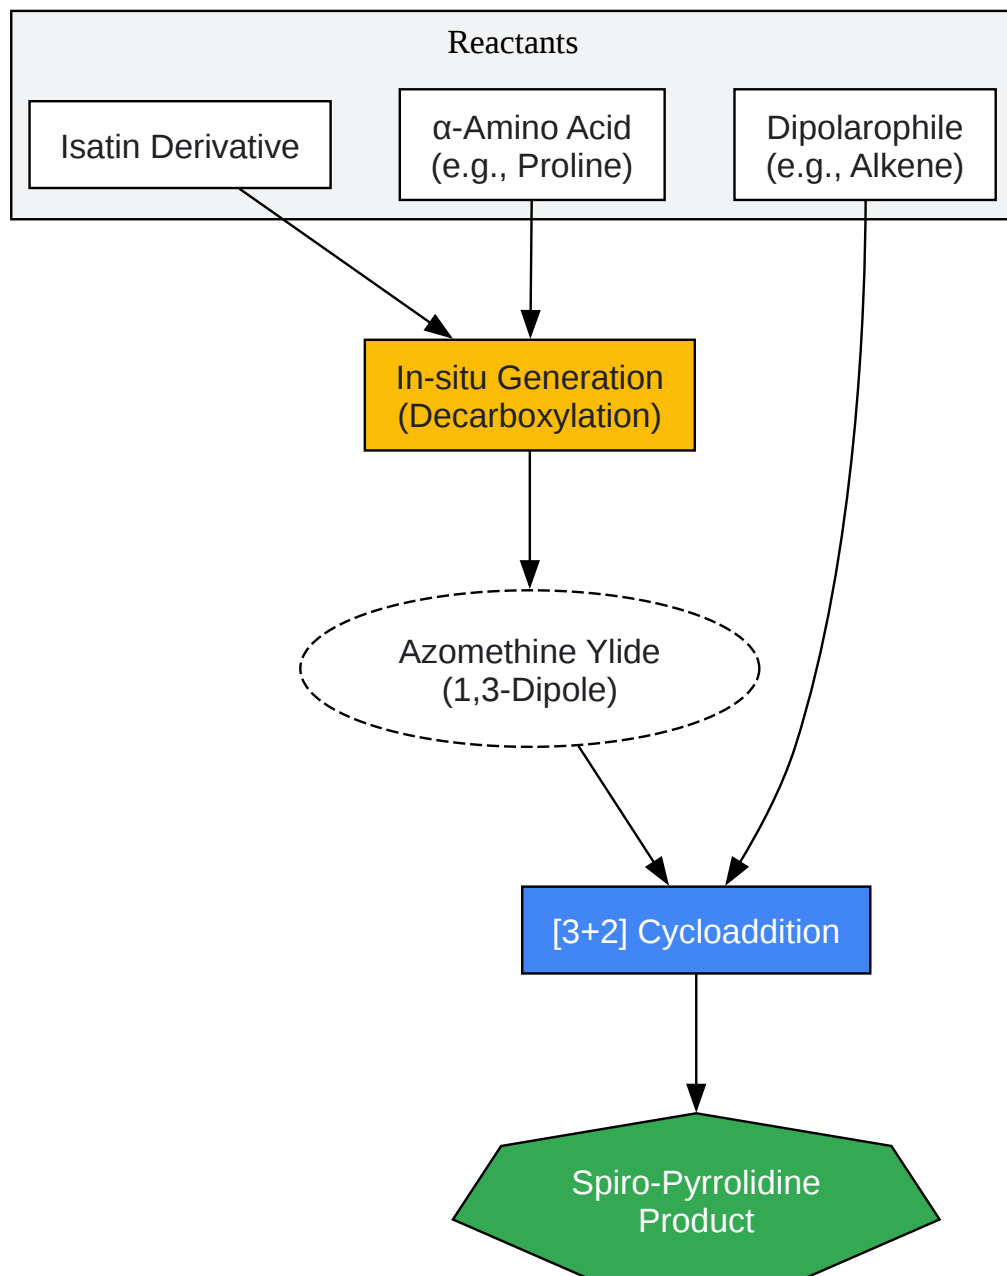 Reactants
Isatin Derivative
α-Amino Acid
(e.g., Proline)
Dipolarophile
(e.g., Alkene)
In-situ Generation
(Decarboxylation)
Azomethine Ylide
(1,3-Dipole)
[3+2] Cycloaddition
Spiro-Pyrrolidine
Product